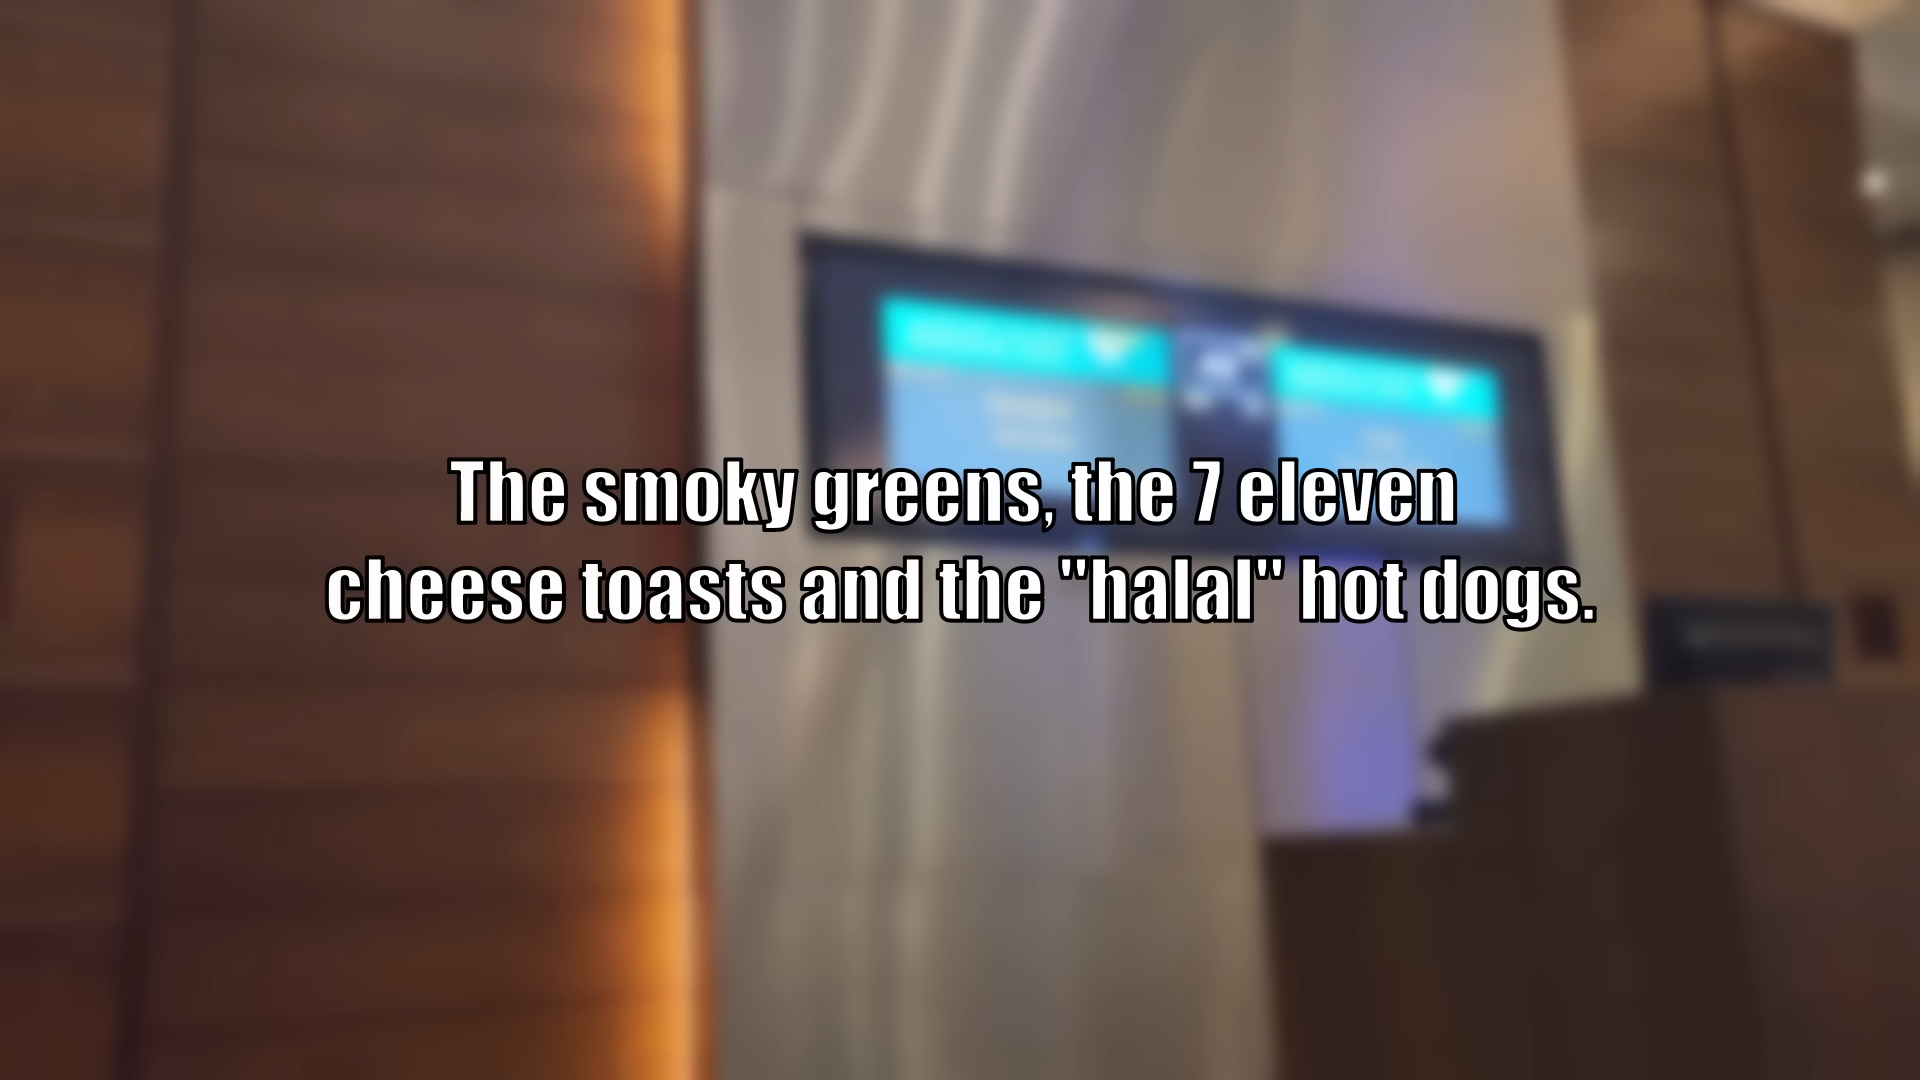 The smoky greens, the 7 eleven
cheese toasts and the "halal" hot dogs.